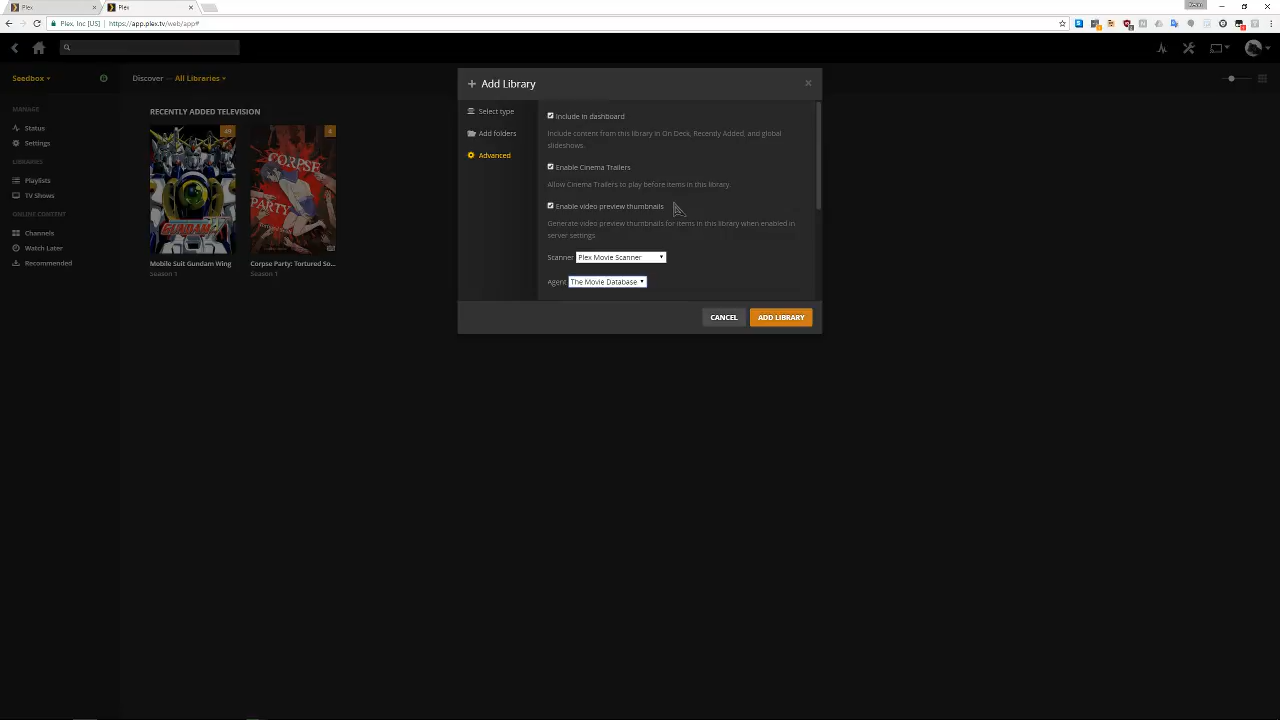 Plex
Plex
Plex, Inc [US]
https://app.plex.tv/web/app#
Seedbox
Discover — All Libraries
MANAGE
Status
Settings
LIBRARIES
Playlists
TV Shows
ONLINE CONTENT
Channels
Watch Later
Recommended
RECENTLY ADDED TELEVISION
49
GUNDAM
Mobile Suit Gundam Wing
Season 1
4
CORPSE
PARTY
Corpse Party: Tortured So...
Season 1
Add Library
Select type
Add folders
Advanced
Include in dashboard
Include content from this library in On Deck, Recently Added, and global
slideshows.
Enable Cinema Trailers
Allow Cinema Trailers to play before items in this library.
Enable video preview thumbnails
Generate video preview thumbnails for items in this library when enabled in
server settings.
Scanner Plex Movie Scanner
Agent The Movie Database
CANCEL
ADD LIBRARY